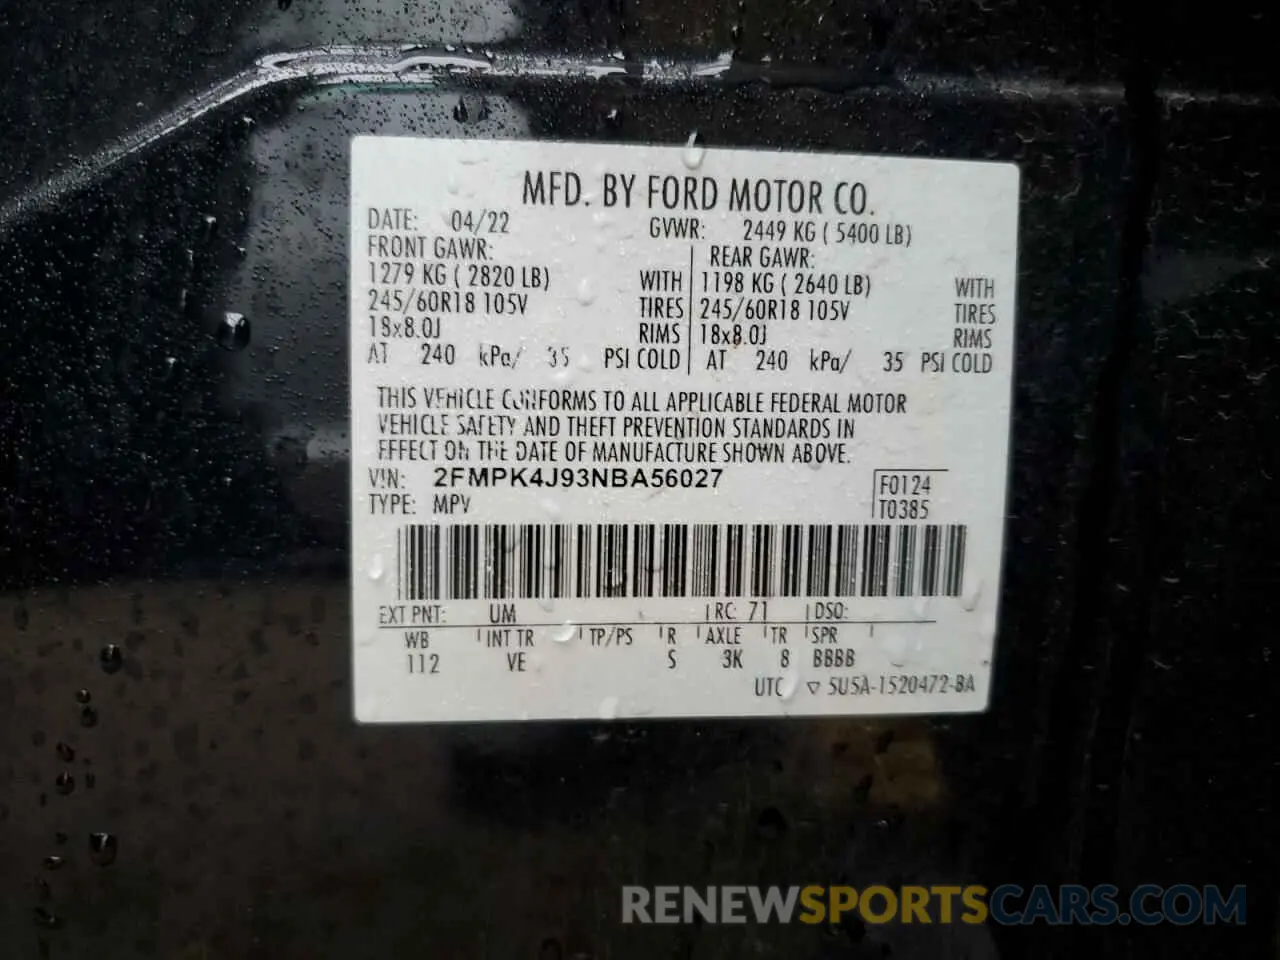 MFD. BY FORD MOTOR CO.
DATE: 04/22 GVWR: 2449 KG ( 5400 LB)
FRONT GAWR: REAR GAWR:
1279 KG ( 2820 LB) WITH 1198 KG ( 2640 LB) WITH
245/60R18 105V TIRES 245/60R18 105V TIRES
18x8.0J RIMS 18x8.0J RIMS
AT 240 kPa/ 35 PSI COLD AT 240 kPa/ 35 PSI COLD
THIS VEHICLE CONFORMS TO ALL APPLICABLE FEDERAL MOTOR
VEHICLE SAFETY AND THEFT PREVENTION STANDARDS IN
EFFECT ON THE DATE OF MANUFACTURE SHOWN ABOVE.
VIN: 2FMPK4J93NBA56027 F0124
TYPE: MPV T0385
EXT PNT: UM RC: 71 DSO:
WB INT TR TP/PS R AXLE TR SPR
112 VE S 3K 8 BBBB
UTC ▽ 5U5A-1520472-BA
RENEWSPORTSCARS.COM